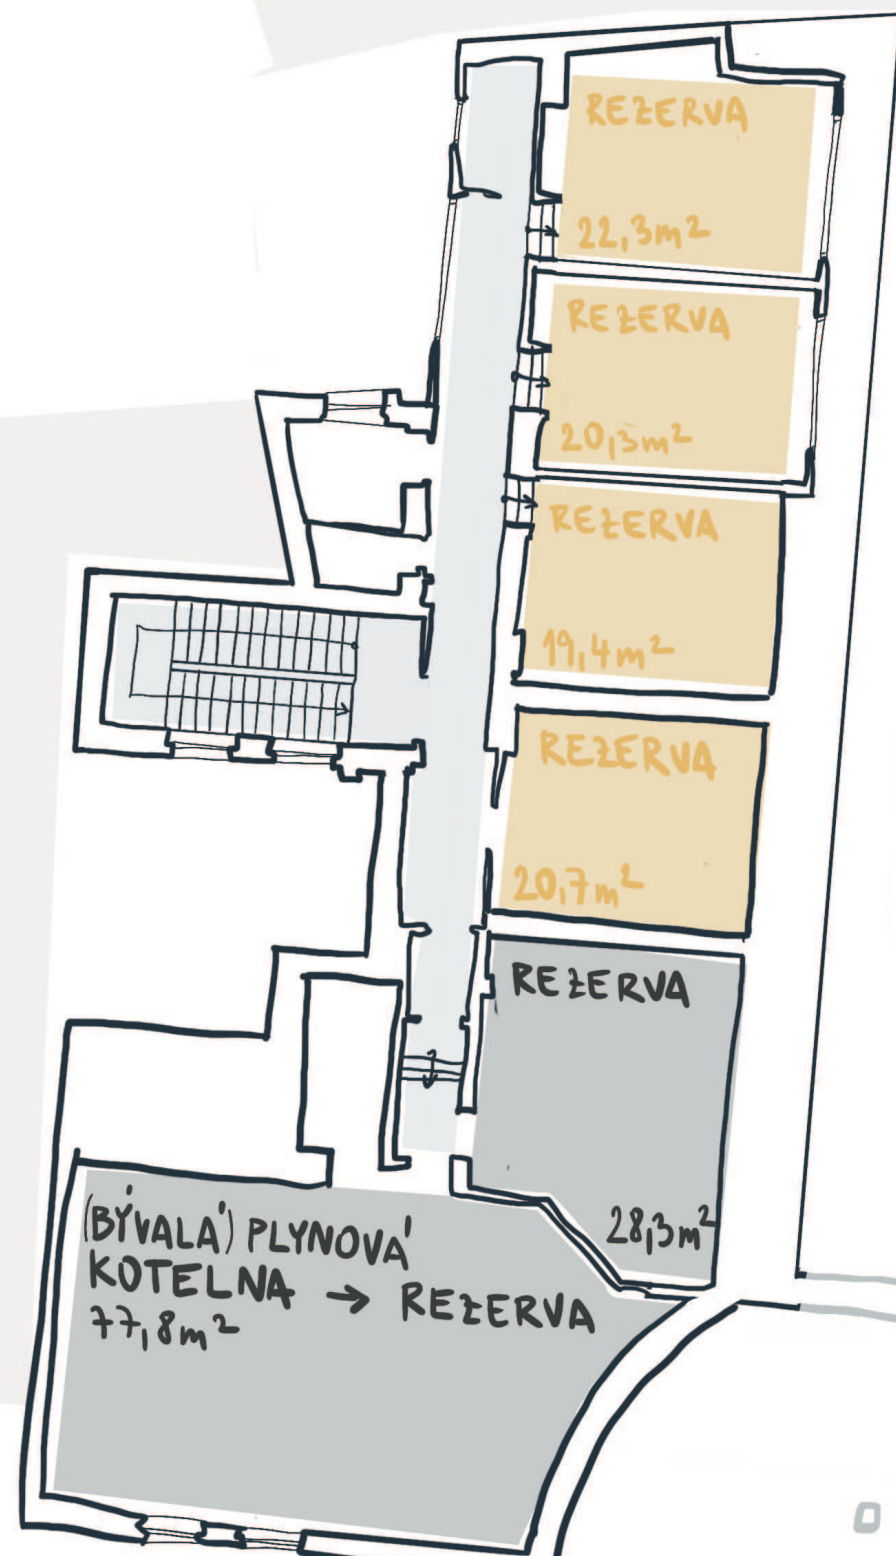 REZERVA
22,3m²
REZERVA
20,3m²
REZERVA
19,4m²
REZERVA
20,7m²
REZERVA
28,3m²
(BÝVALÁ) PLYNOVÁ
KOTELNA → REZERVA
77,8m²